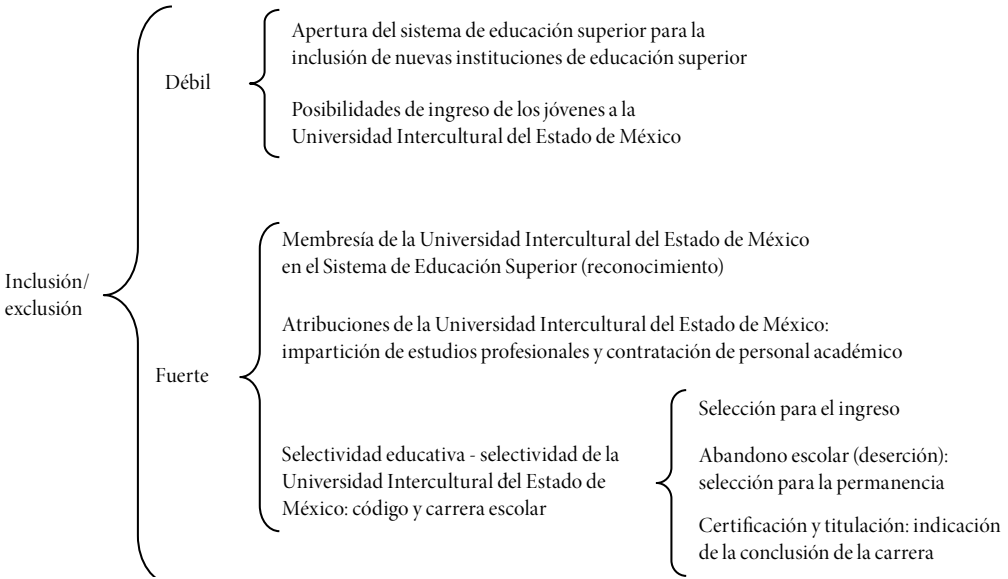 Inclusión/
exclusión
Débil
Apertura del sistema de educación superior para la
inclusión de nuevas instituciones de educación superior
Posibilidades de ingreso de los jóvenes a la
Universidad Intercultural del Estado de México
Fuerte
Membresía de la Universidad Intercultural del Estado de México
en el Sistema de Educación Superior (reconocimiento)
Atribuciones de la Universidad Intercultural del Estado de México:
impartición de estudios profesionales y contratación de personal académico
Selectividad educativa - selectividad de la
Universidad Intercultural del Estado de
México: código y carrera escolar
Selección para el ingreso
Abandono escolar (deserción):
selección para la permanencia
Certificación y titulación: indicación
de la conclusión de la carrera